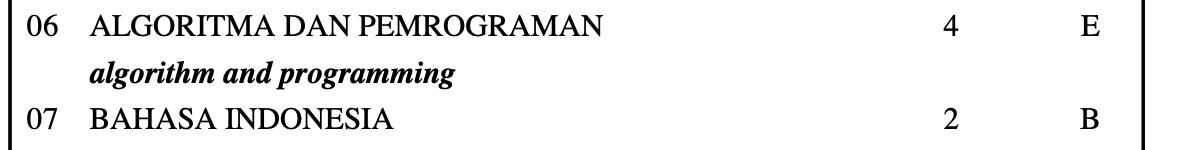 06 ALGORITMA DAN PEMROGRAMAN 4 E
algorithm and programming
07 BAHASA INDONESIA 2 B